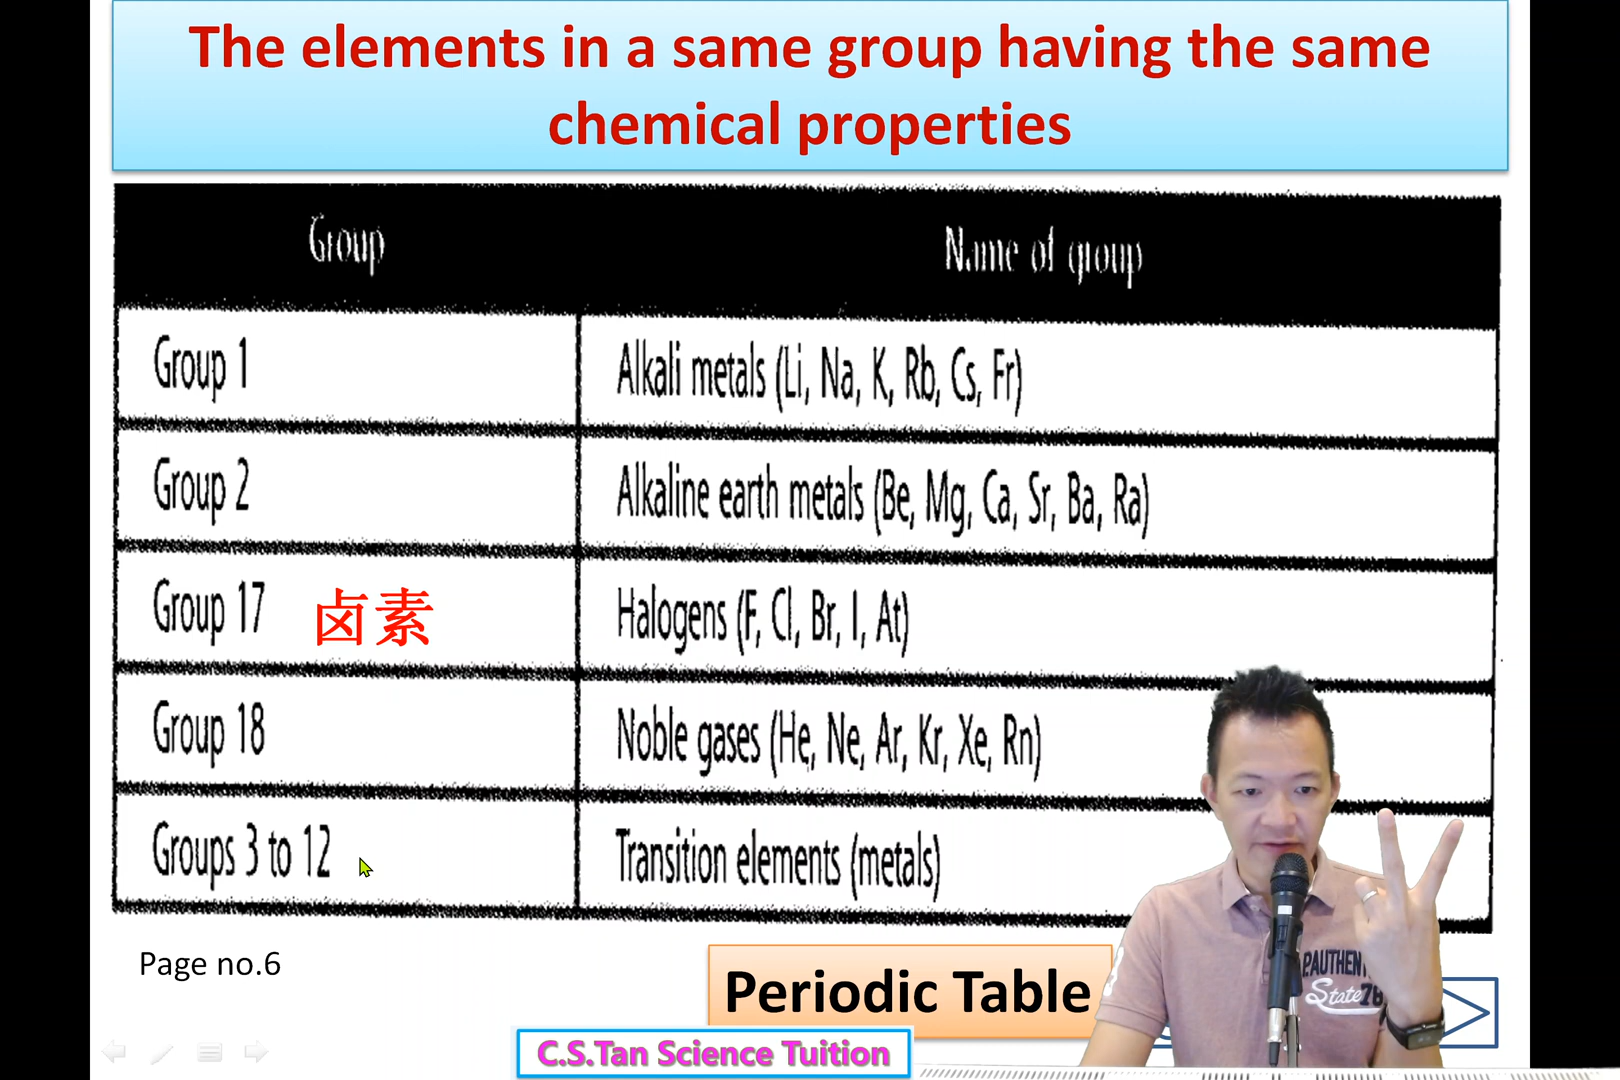 The elements in a same group having the same
chemical properties
Group
Name of group
Group 1
Alkali metals (Li, Na, K, Rb, Cs, Fr)
Group 2
Alkaline earth metals (Be, Mg, Ca, Sr, Ba, Ra)
Group 17 卤素
Halogens (F, Cl, Br, I, At)
Group 18
Noble gases (He, Ne, Ar, Kr, Xe, Rn)
Groups 3 to 12
Transition elements (metals)
Page no.6
Periodic Table
C.S.Tan Science Tuition
State 76